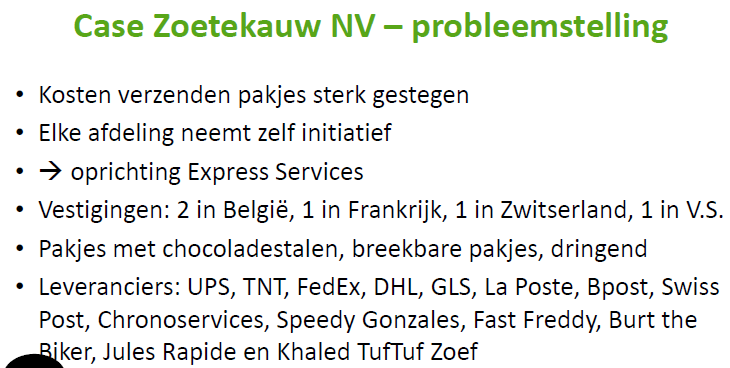 Case Zoetekauw NV – probleemstelling
• Kosten verzenden pakjes sterk gestegen
• Elke afdeling neemt zelf initiatief
• → oprichting Express Services
• Vestigingen: 2 in België, 1 in Frankrijk, 1 in Zwitserland, 1 in V.S.
• Pakjes met chocoladestalen, breekbare pakjes, dringend
• Leveranciers: UPS, TNT, FedEx, DHL, GLS, La Poste, Bpost, Swiss
Post, Chronoservices, Speedy Gonzales, Fast Freddy, Burt the
Biker, Jules Rapide en Khaled TufTuf Zoef